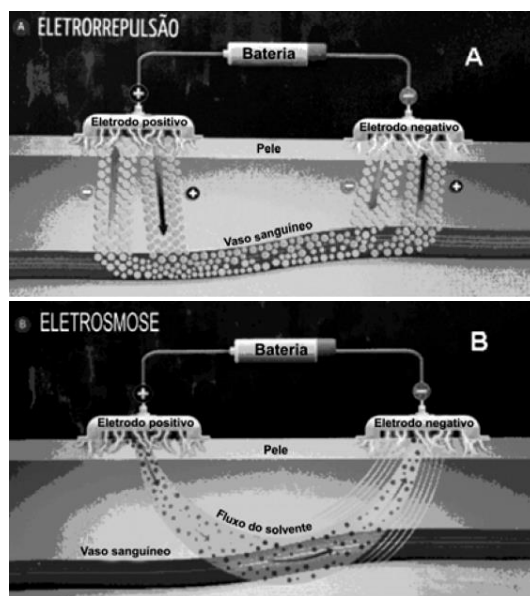 A ELETRORREPULSÃO
A
Bateria
+
−
Eletrodo positivo
Eletrodo negativo
Pele
−
+
−
+
Vaso sanguíneo
B ELETROSMOSE
B
Bateria
+
−
Eletrodo positivo
Eletrodo negativo
Pele
Fluxo do solvente
Vaso sanguíneo